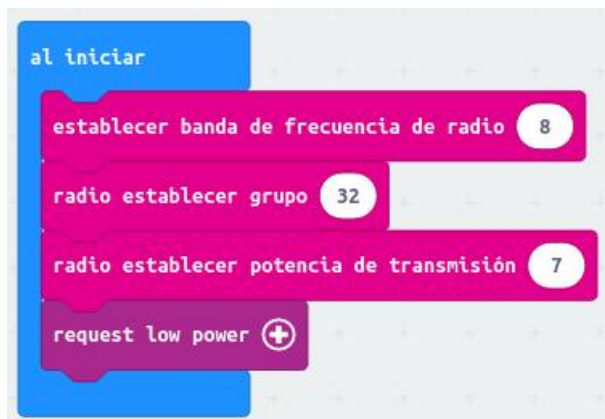 al iniciar
establecer banda de frecuencia de radio 8
radio establecer grupo 32
radio establecer potencia de transmisión 7
request low power